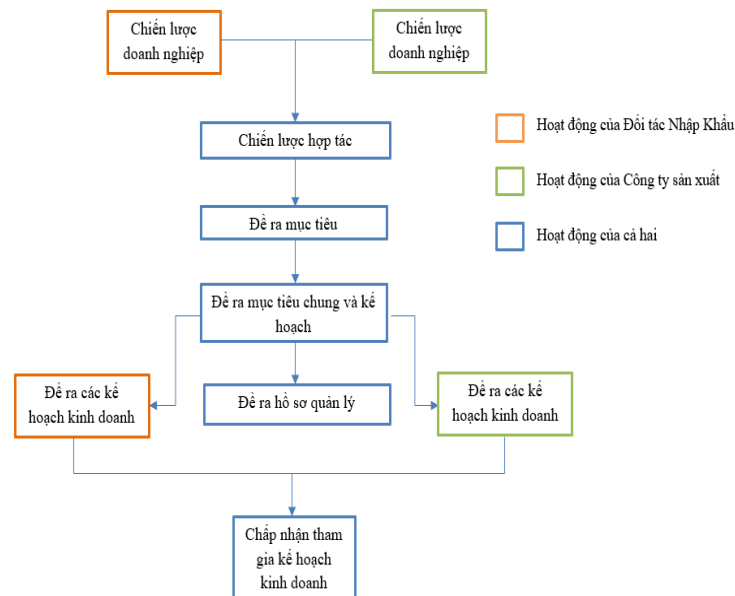 Chiến lược
doanh nghiệp
Chiến lược
doanh nghiệp
Chiến lược hợp tác
Đề ra mục tiêu
Đề ra mục tiêu chung và kế
hoạch
Đề ra các kế
hoạch kinh doanh
Đề ra hồ sơ quản lý
Đề ra các kế
hoạch kinh doanh
Chấp nhận tham
gia kế hoạch
kinh doanh
Hoạt động của Đối tác Nhập Khẩu
Hoạt động của Công ty sản xuất
Hoạt động của cả hai